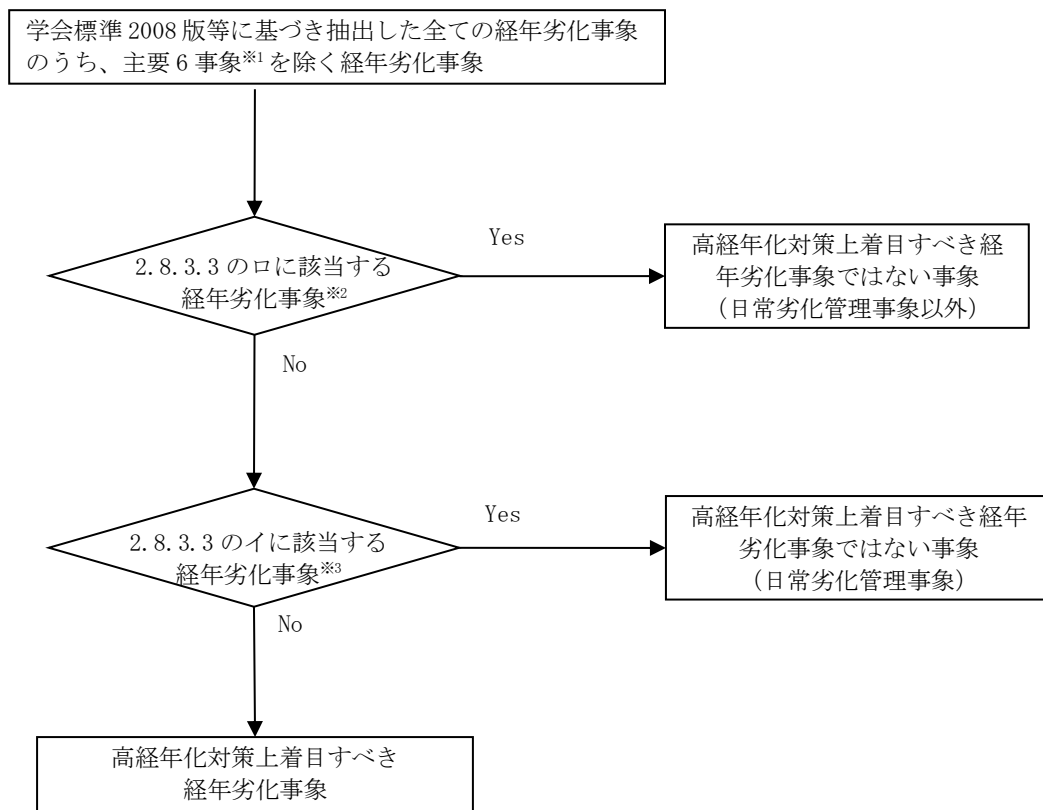 学会標準 2008 版等に基づき抽出した全ての経年劣化事象
のうち、主要 6 事象※1 を除く経年劣化事象
2.8.3.3 のロに該当する
経年劣化事象※2
Yes
高経年化対策上着目すべき経
年劣化事象ではない事象
（日常劣化管理事象以外）
No
2.8.3.3 のイに該当する
経年劣化事象※3
Yes
高経年化対策上着目すべき経年
劣化事象ではない事象
（日常劣化管理事象）
No
高経年化対策上着目すべき
経年劣化事象